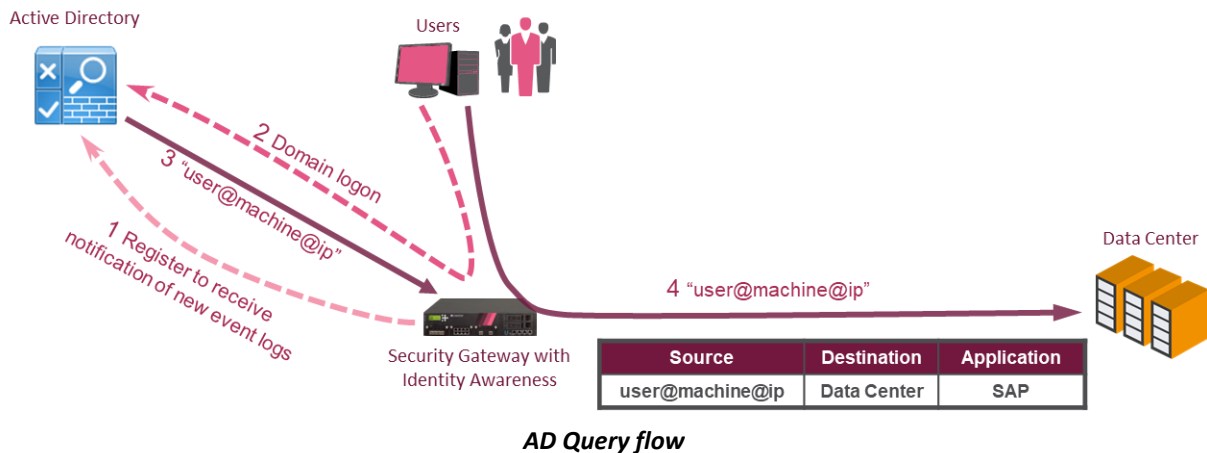 Active Directory
Users
2 Domain logon
3 "user@machine@ip"
1 Register to receive
notification of new event logs
Data Center
4 "user@machine@ip"
Security Gateway with
Identity Awareness
Source Destination Application
user@machine@ip Data Center SAP
AD Query flow